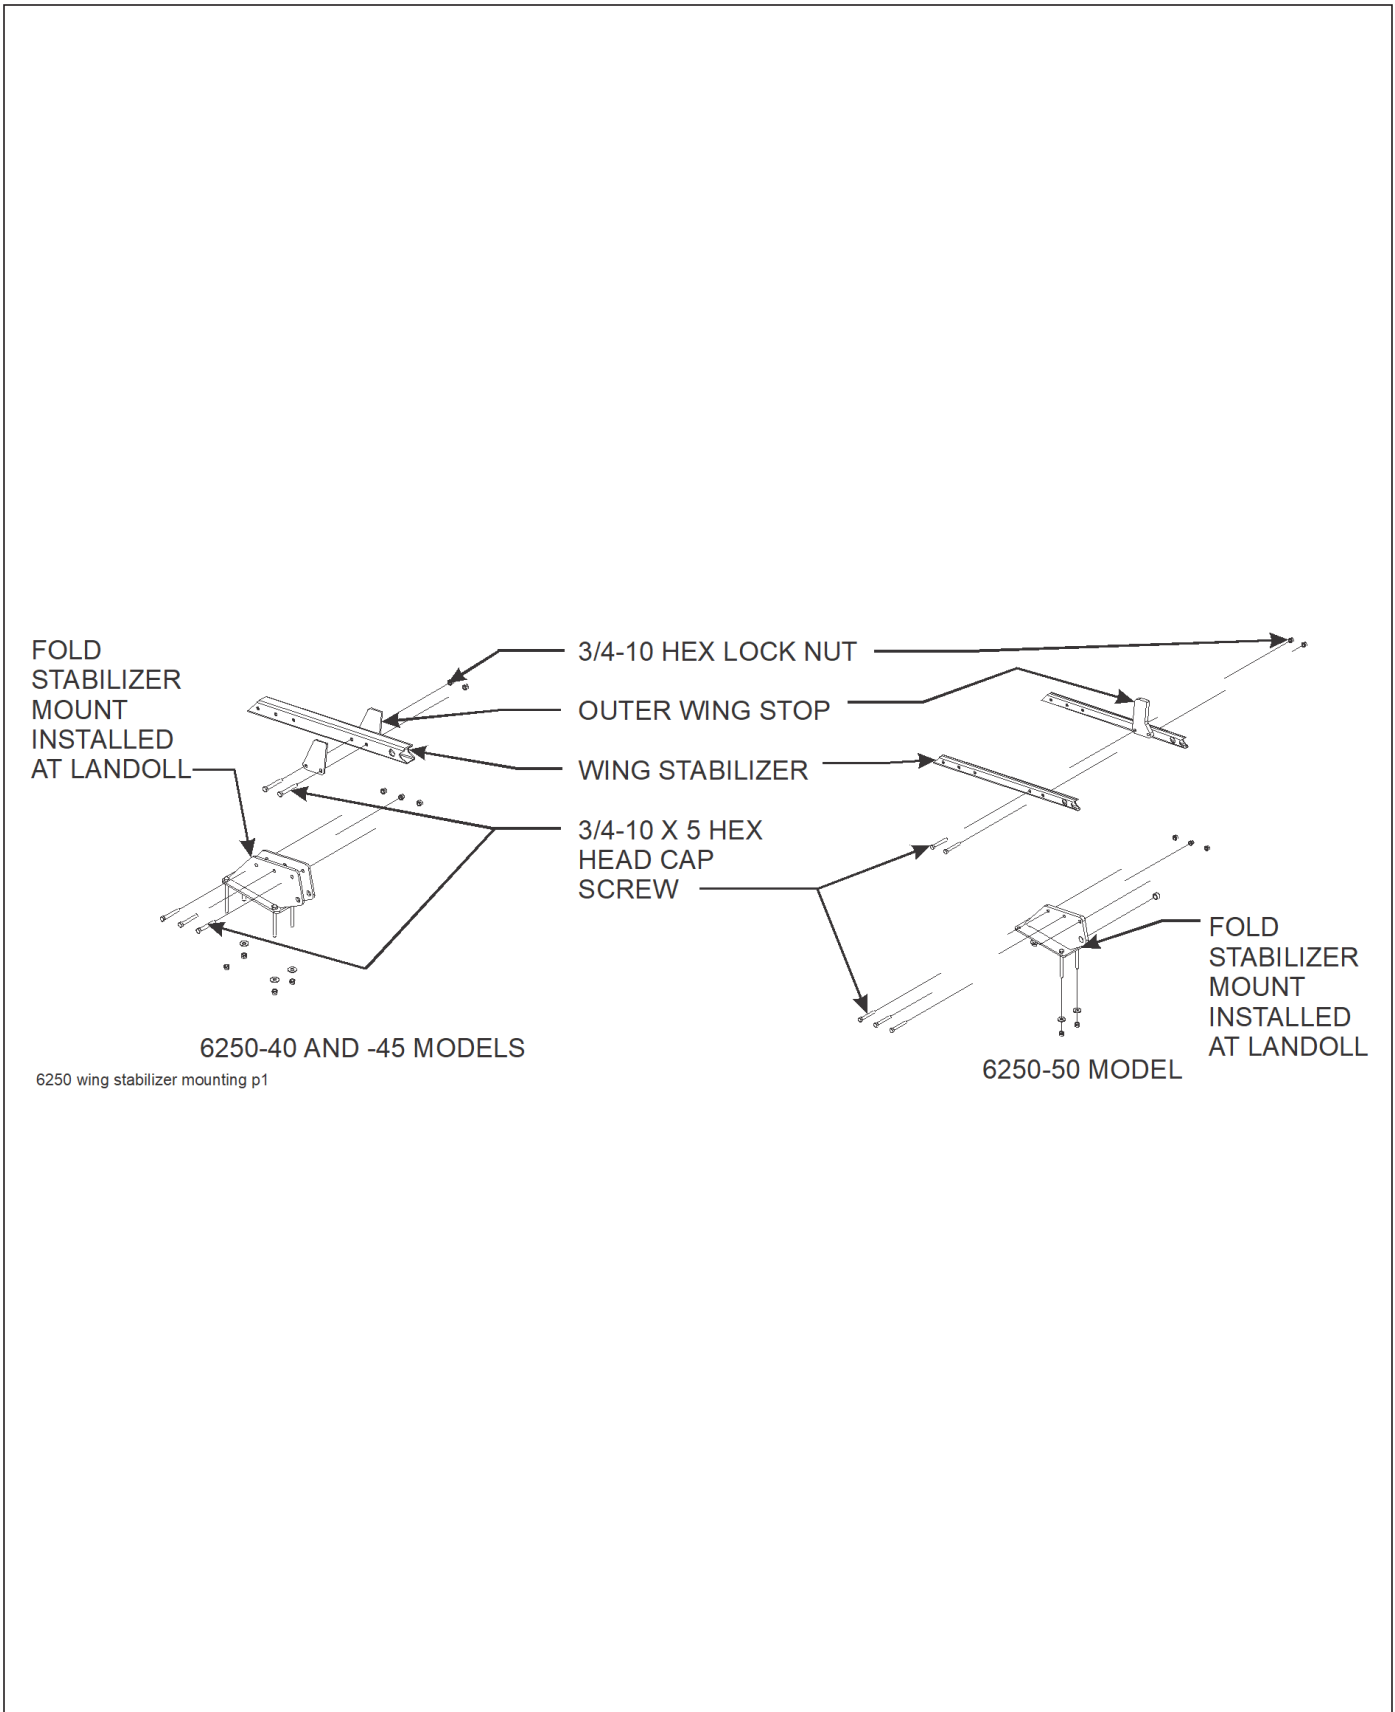 FOLD
STABILIZER
MOUNT
INSTALLED
AT LANDOLL
3/4-10 HEX LOCK NUT
OUTER WING STOP
WING STABILIZER
3/4-10 X 5 HEX
HEAD CAP
SCREW
FOLD
STABILIZER
MOUNT
INSTALLED
AT LANDOLL
6250-40 AND -45 MODELS
6250-50 MODEL
6250 wing stabilizer mounting p1